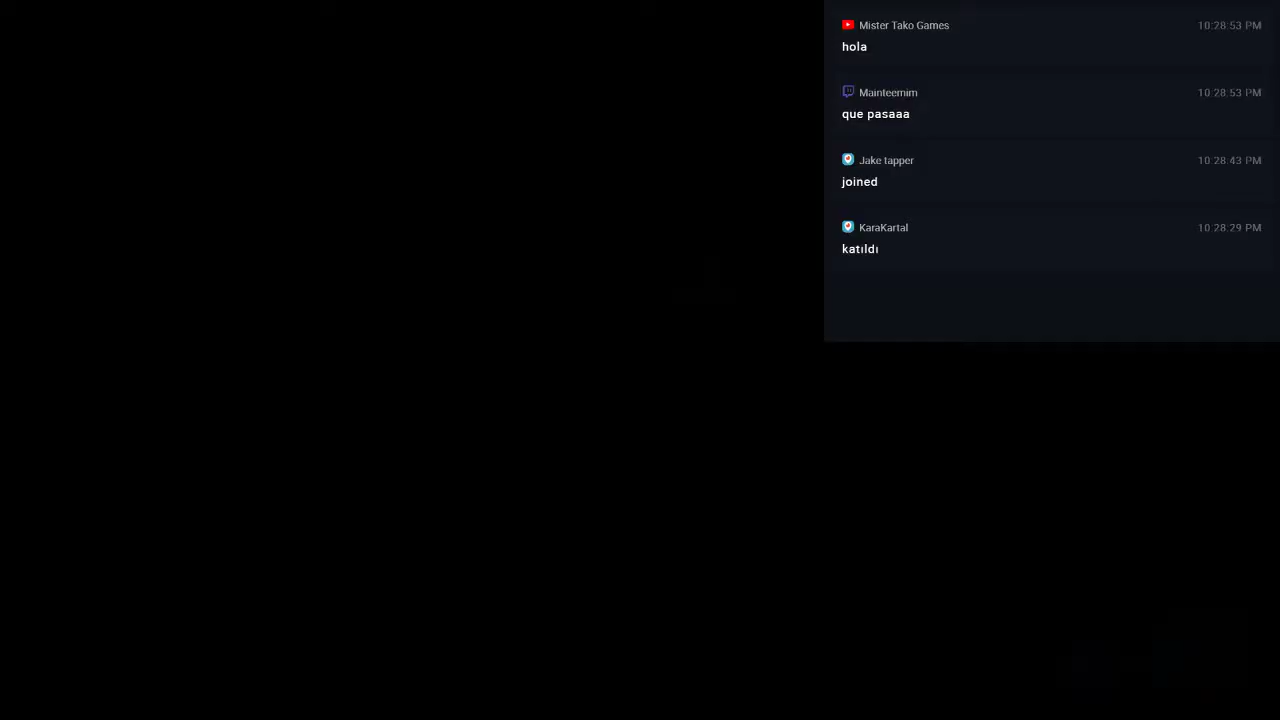 Mister Tako Games 10:28:53 PM
hola
Mainteemim 10:28:53 PM
que pasaaa
Jake tapper 10:28:43 PM
joined
KaraKartal 10:28:29 PM
katıldı